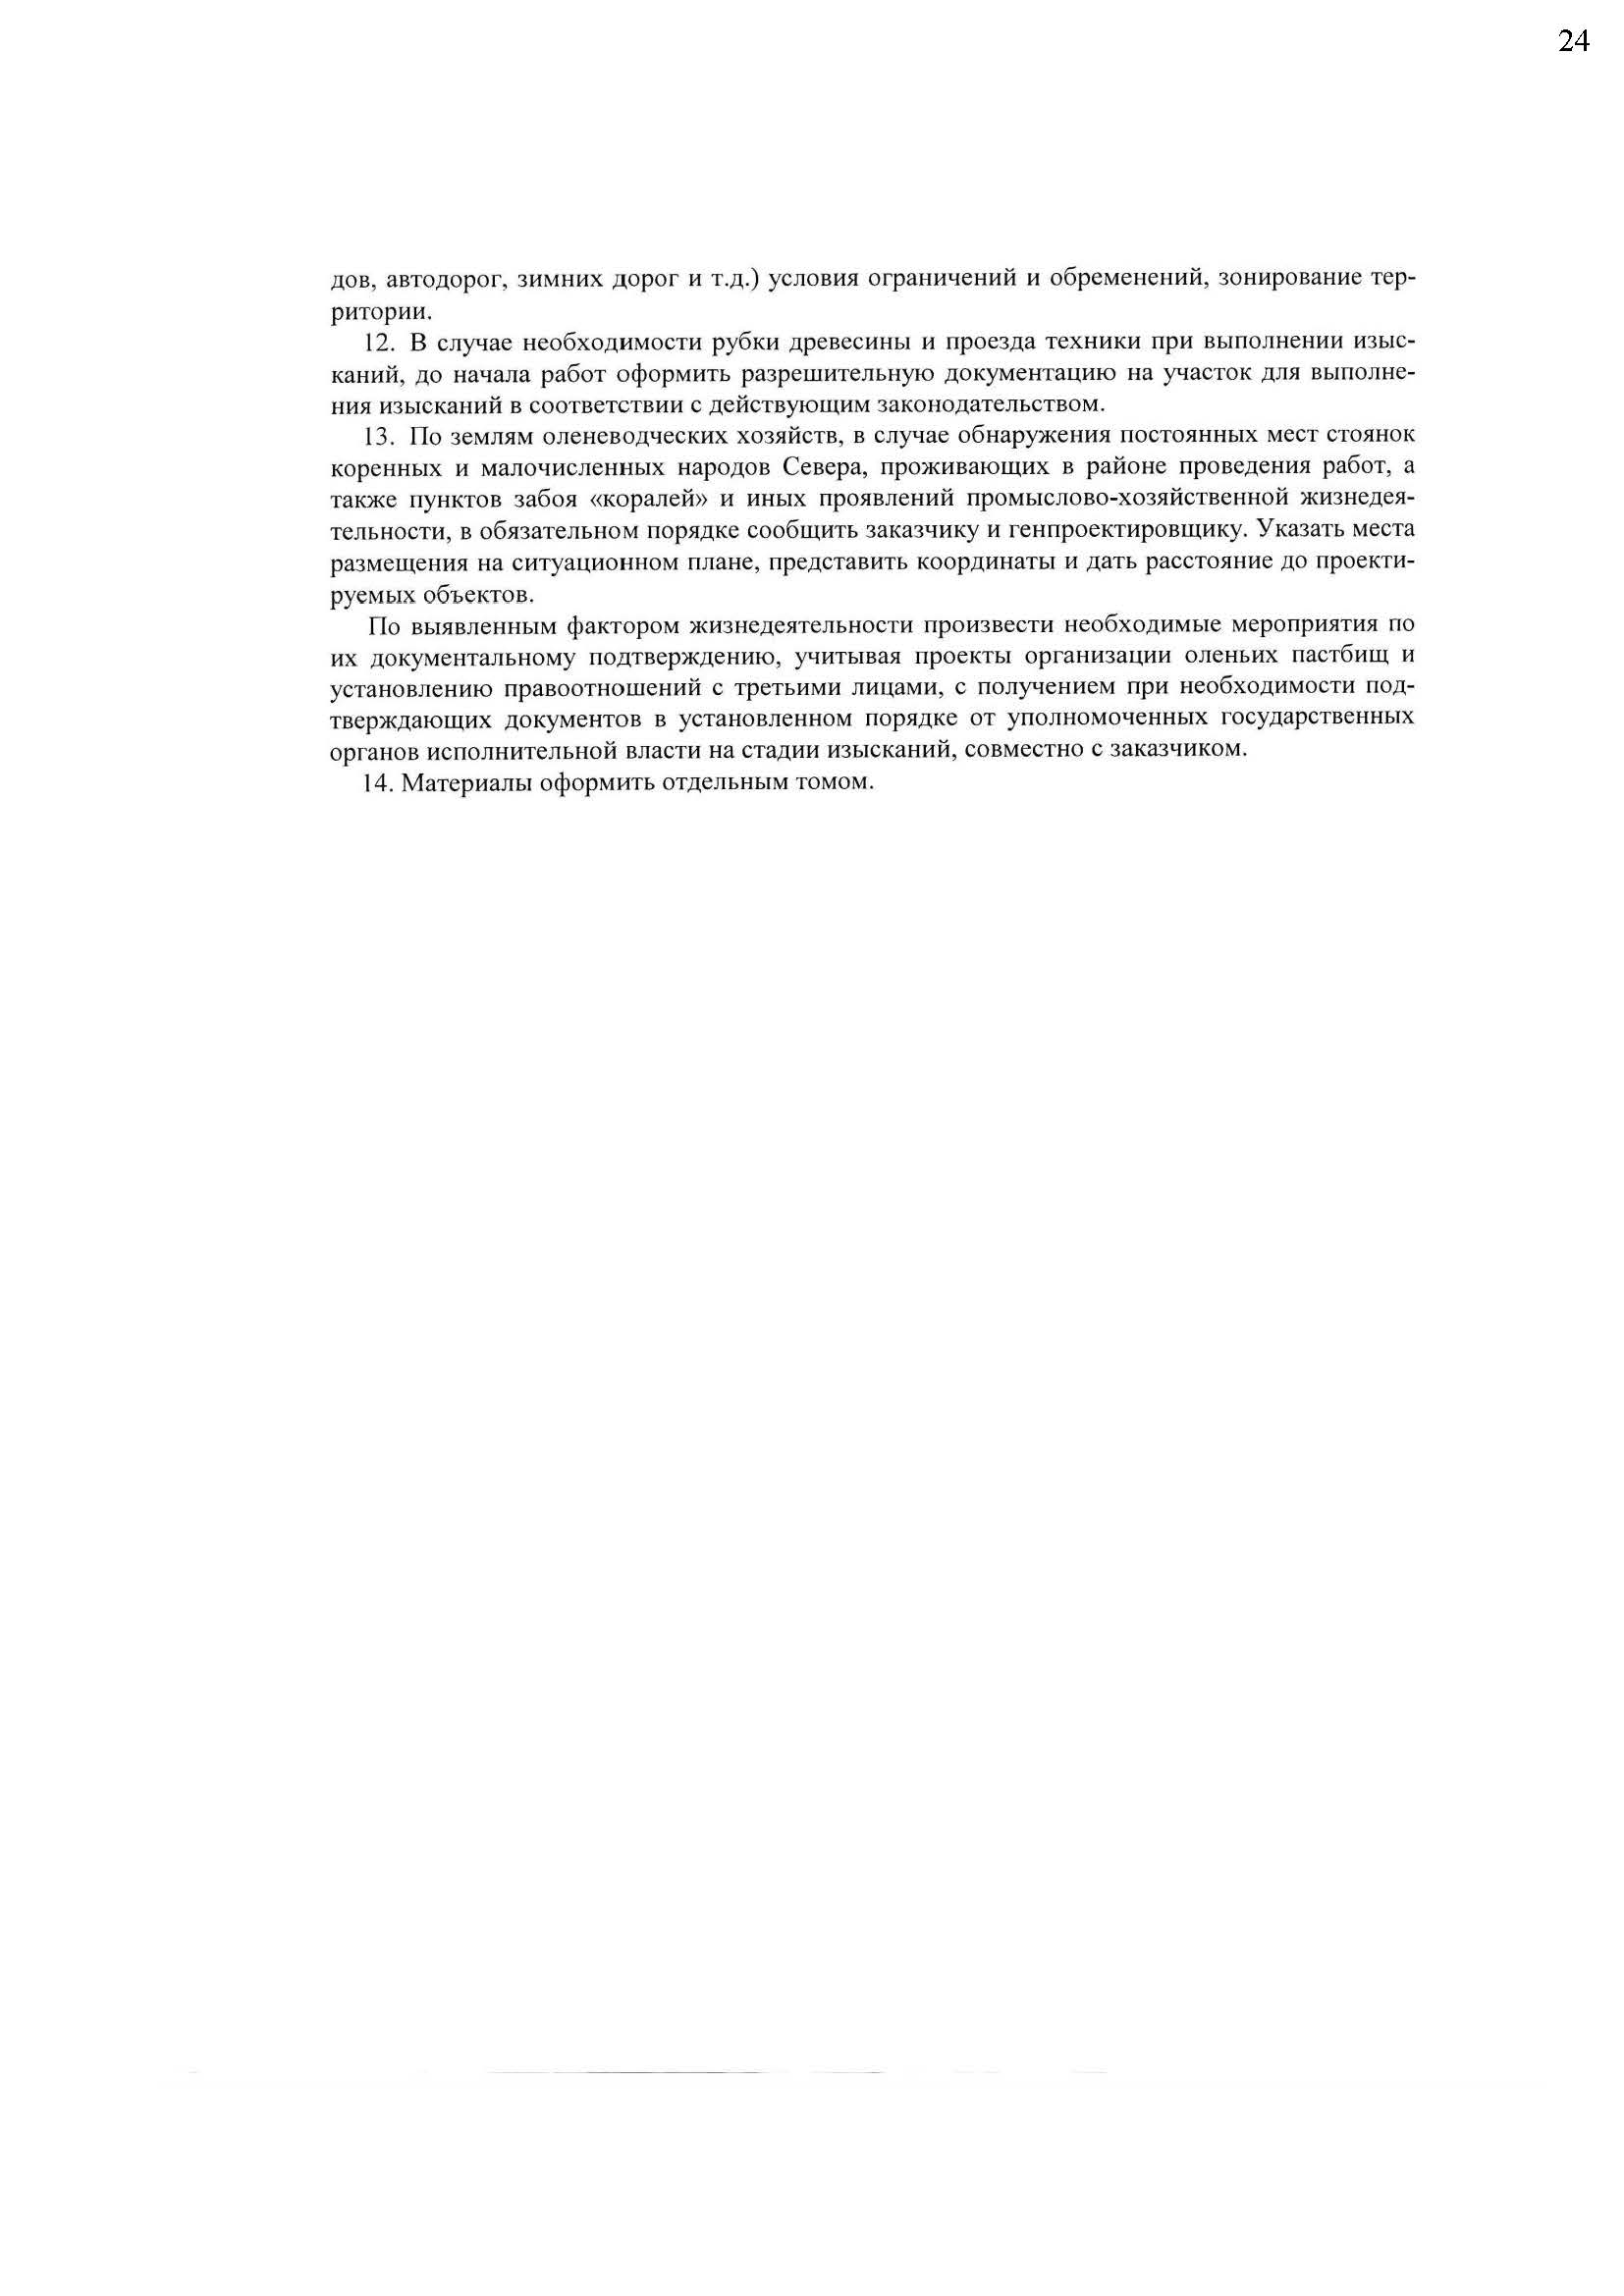 24
дов, автодорог, зимних дорог и т.д.) условия ограничений и обременений, зонирование тер-
ритории.
12. В случае необходимости рубки древесины и проезда техники при выполнении изыс-
каний, до начала работ оформить разрешительную документацию на участок для выполне-
ния изысканий в соответствии с действующим законодательством.
13. По землям оленеводческих хозяйств, в случае обнаружения постоянных мест стоянок
коренных и малочисленных народов Севера, проживающих в районе проведения работ, а
также пунктов забоя «коралей» и иных проявлений промыслово-хозяйственной жизнедея-
тельности, в обязательном порядке сообщить заказчику и генпроектировщику. Указать места
размещения на ситуационном плане, представить координаты и дать расстояние до проекти-
руемых объектов.
По выявленным фактором жизнедеятельности произвести необходимые мероприятия по
их документальному подтверждению, учитывая проекты организации оленьих пастбищ и
установлению правоотношений с третьими лицами, с получением при необходимости под-
тверждающих документов в установленном порядке от уполномоченных государственных
органов исполнительной власти на стадии изысканий, совместно с заказчиком.
14. Материалы оформить отдельным томом.